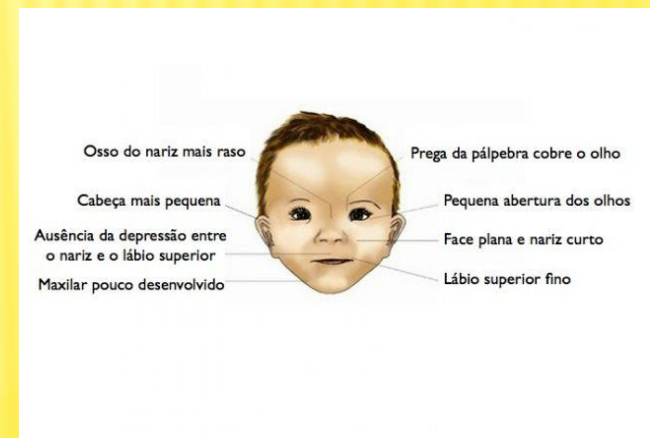 Osso do nariz mais raso
Cabeça mais pequena
Ausência da depressão entre
o nariz e o lábio superior
Maxilar pouco desenvolvido
Prega da pálpebra cobre o olho
Pequena abertura dos olhos
Face plana e nariz curto
Lábio superior fino